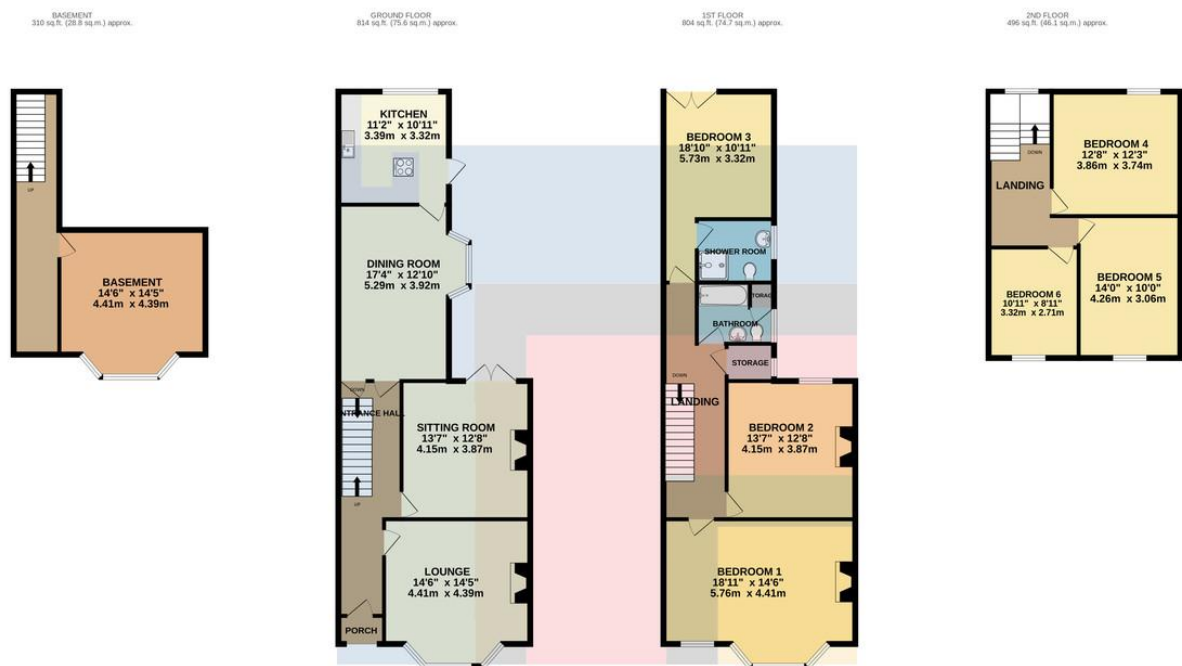 BASEMENT
310 sq.ft. (28.8 sq.m.) approx.
GROUND FLOOR
814 sq.ft. (75.6 sq.m.) approx.
1ST FLOOR
804 sq.ft. (74.7 sq.m.) approx.
2ND FLOOR
496 sq.ft. (46.1 sq.m.) approx.
UP
BASEMENT
14'6" x 14'5"
4.41m x 4.39m
KITCHEN
11'2" x 10'11"
3.39m x 3.32m
DINING ROOM
17'4" x 12'10"
5.29m x 3.92m
DOWN
ENTRANCE HALL
UP
SITTING ROOM
13'7" x 12'8"
4.15m x 3.87m
LOUNGE
14'6" x 14'5"
4.41m x 4.39m
PORCH
BEDROOM 3
18'10" x 10'11"
5.73m x 3.32m
SHOWER ROOM
STORAGE
BATHROOM
STORAGE
DOWN
LANDING
BEDROOM 2
13'7" x 12'8"
4.15m x 3.87m
BEDROOM 1
18'11" x 14'6"
5.76m x 4.41m
DOWN
LANDING
BEDROOM 4
12'8" x 12'3"
3.86m x 3.74m
BEDROOM 5
14'0" x 10'0"
4.26m x 3.06m
BEDROOM 6
10'11" x 8'11"
3.32m x 2.71m